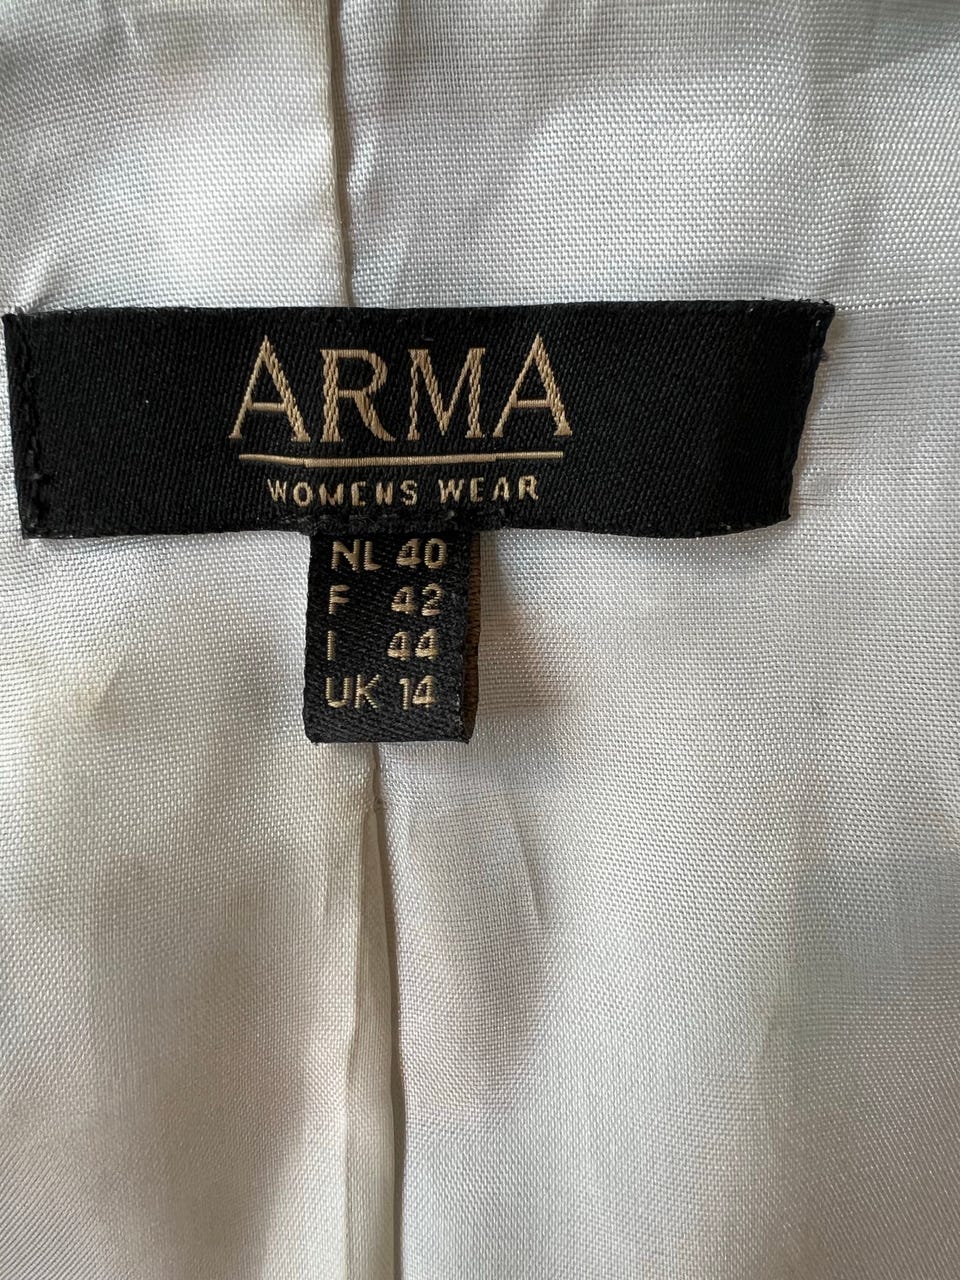 ARMA
WOMENS WEAR
NL 40
F 42
I 44
UK 14